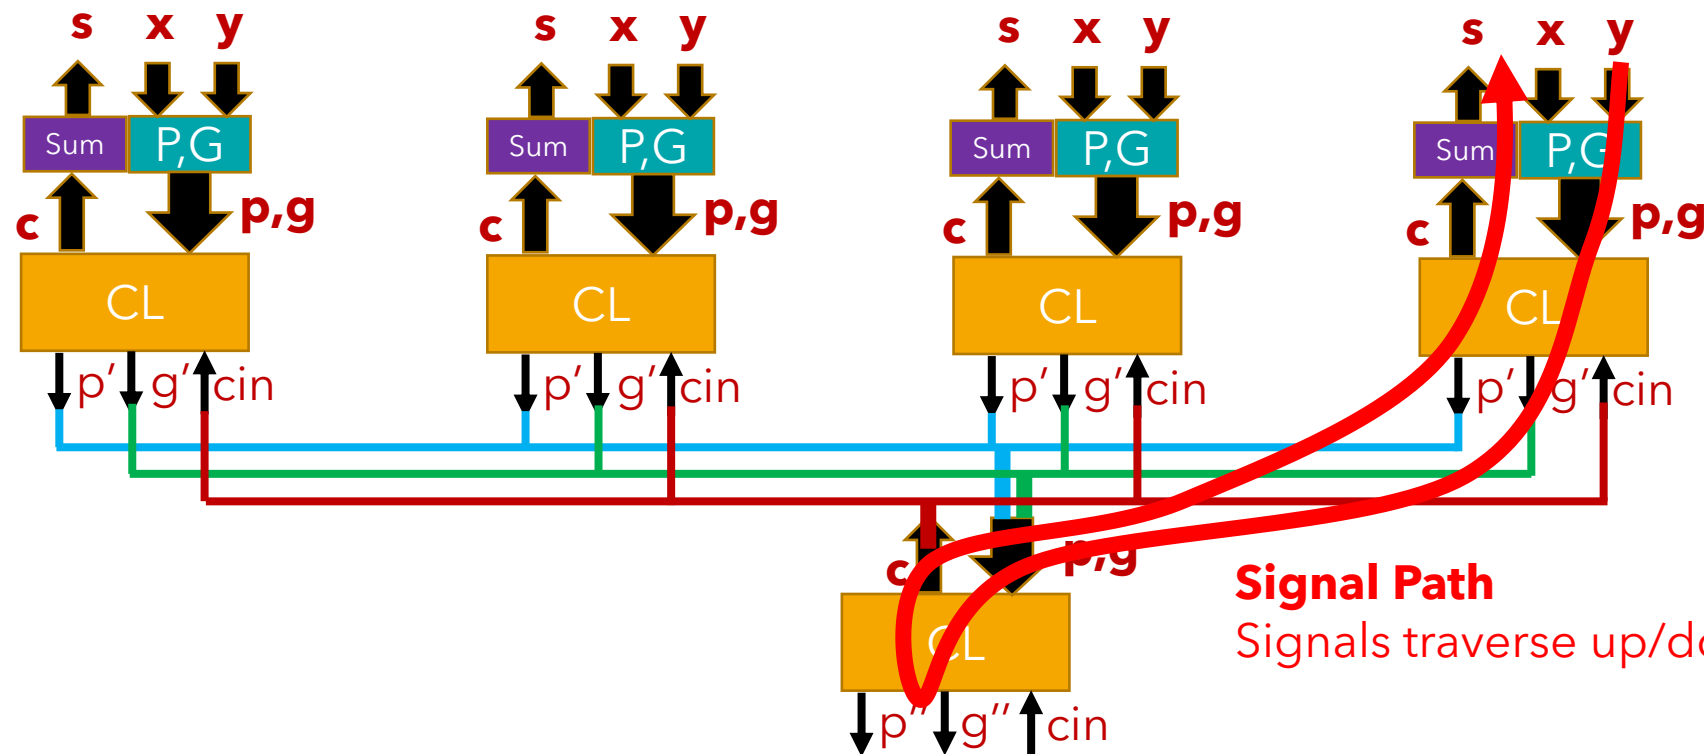 s x y s x y s x y s x y
Sum P,G Sum P,G Sum P,G Sum P,G
c p,g c p,g c p,g c p,g
CL CL CL CL
p' g' cin p' g' cin p' g' cin p' g' cin
c p,g
Signal Path
CL
Signals traverse up/do
p'' g'' cin